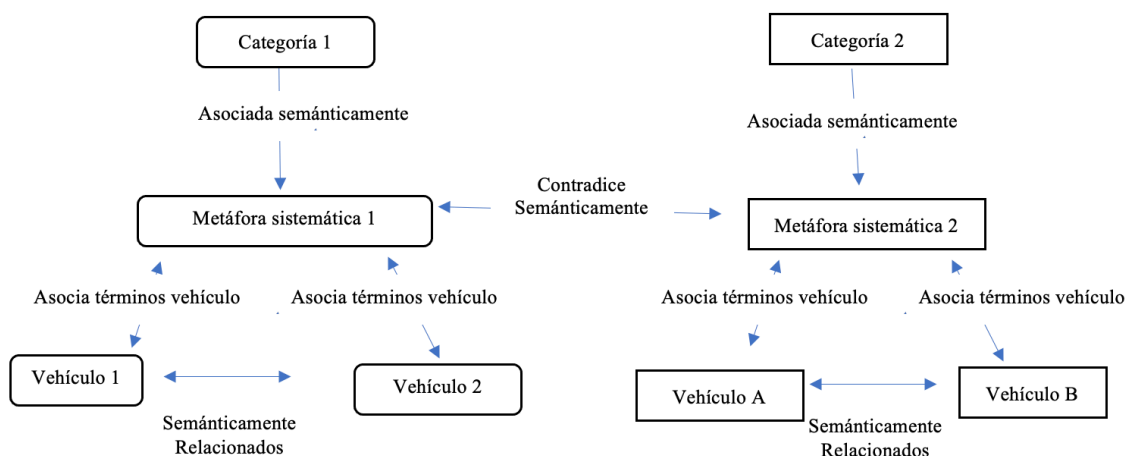 Categoría 1
Categoría 2
Asociada semánticamente
Asociada semánticamente
Contradice
Semánticamente
Metáfora sistemática 1
Metáfora sistemática 2
Asocia términos vehículo
Asocia términos vehículo
Asocia términos vehículo
Asocia términos vehículo
Vehículo 1
Vehículo 2
Vehículo A
Vehículo B
Semánticamente
Relacionados
Semánticamente
Relacionados